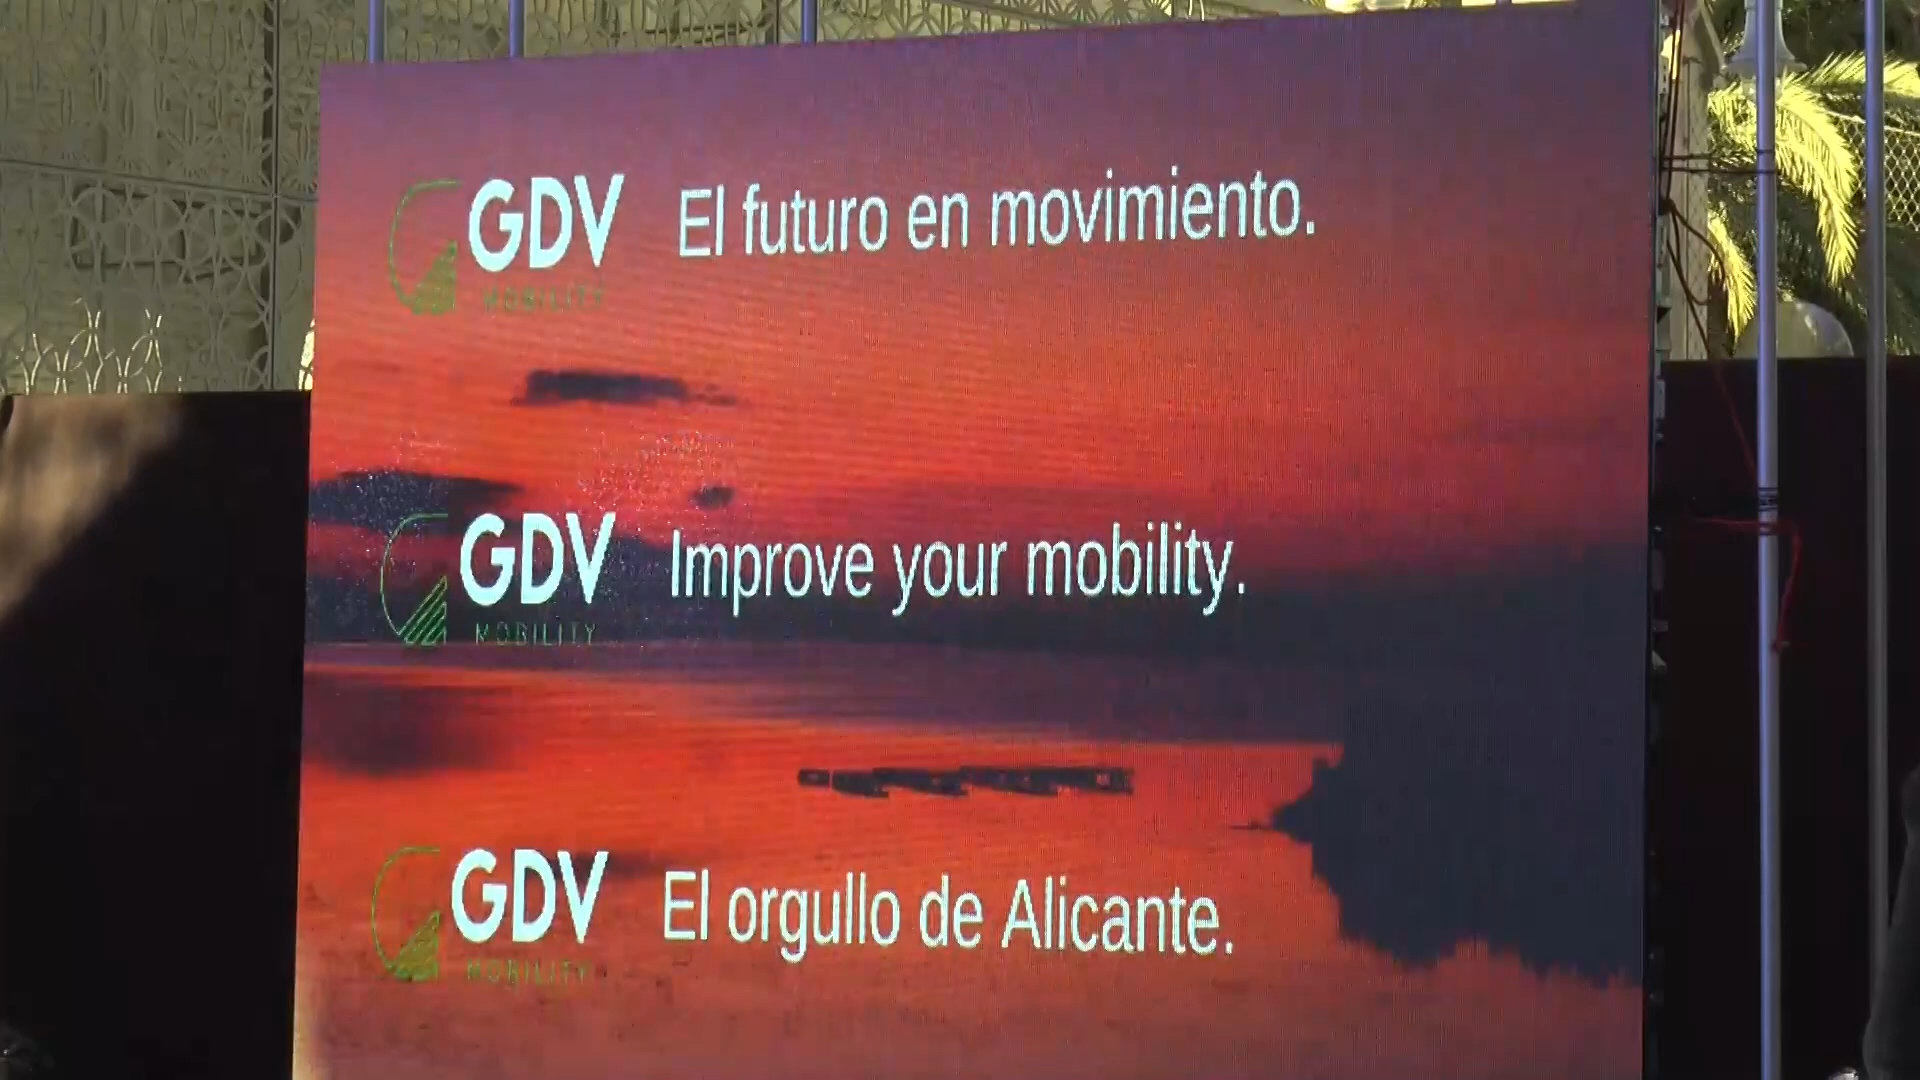 GDV El futuro en movimiento.
MOBILITY
GDV Improve your mobility.
MOBILITY
GDV El orgullo de Alicante.
MOBILITY